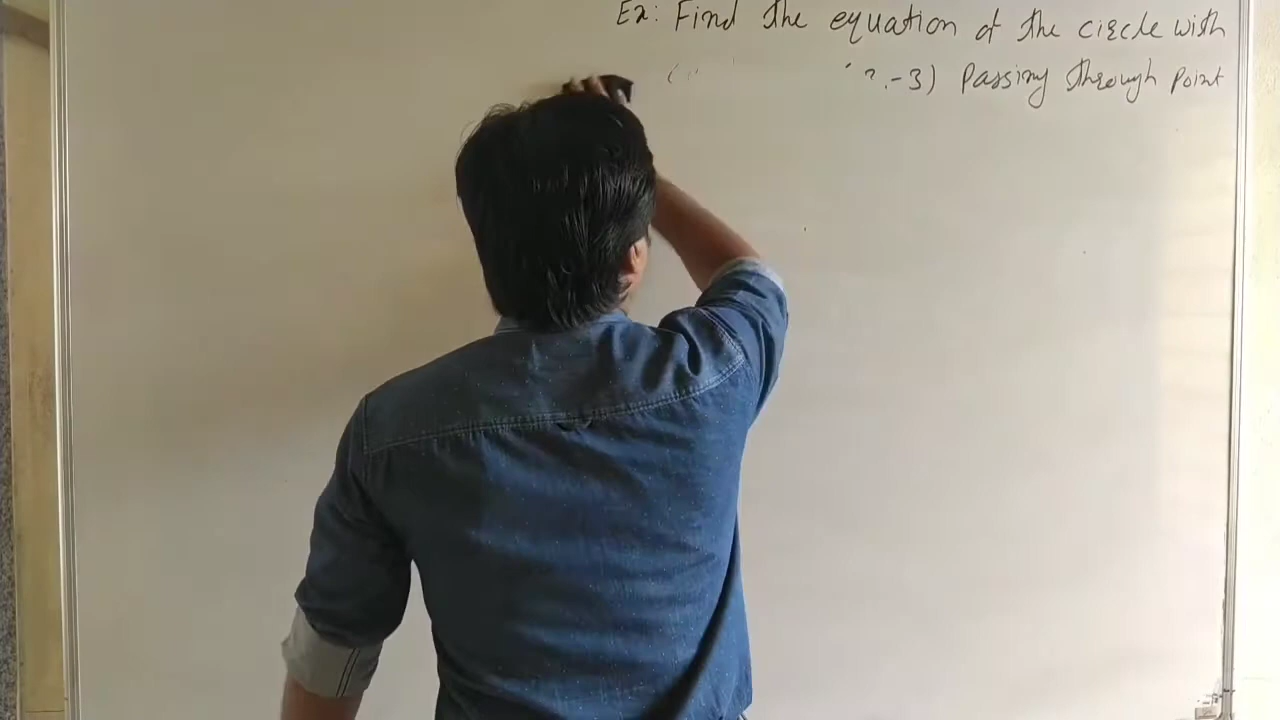 Ex: Find the equation of the circle with
,-3) Passing through Point